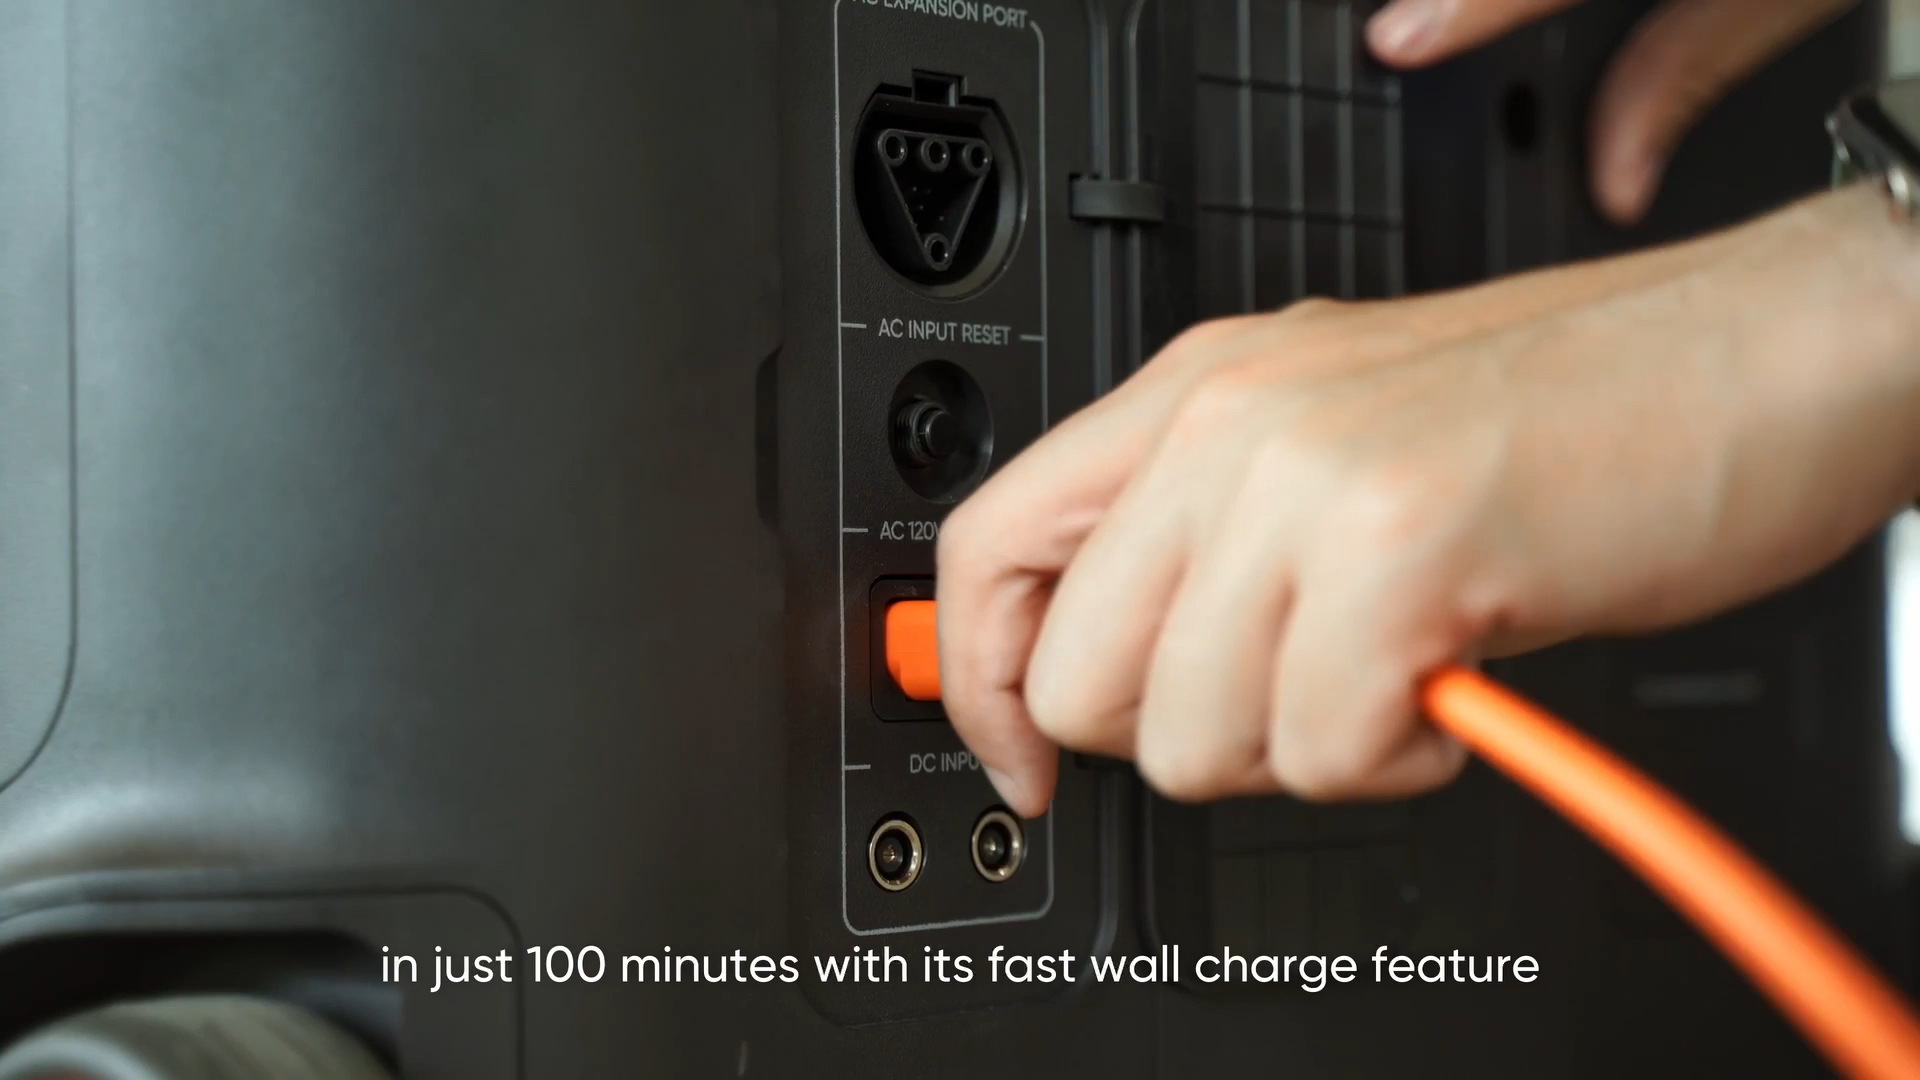 EXPANSION PORT
AC INPUT RESET
AC 120V
DC INPU
in just 100 minutes with its fast wall charge feature